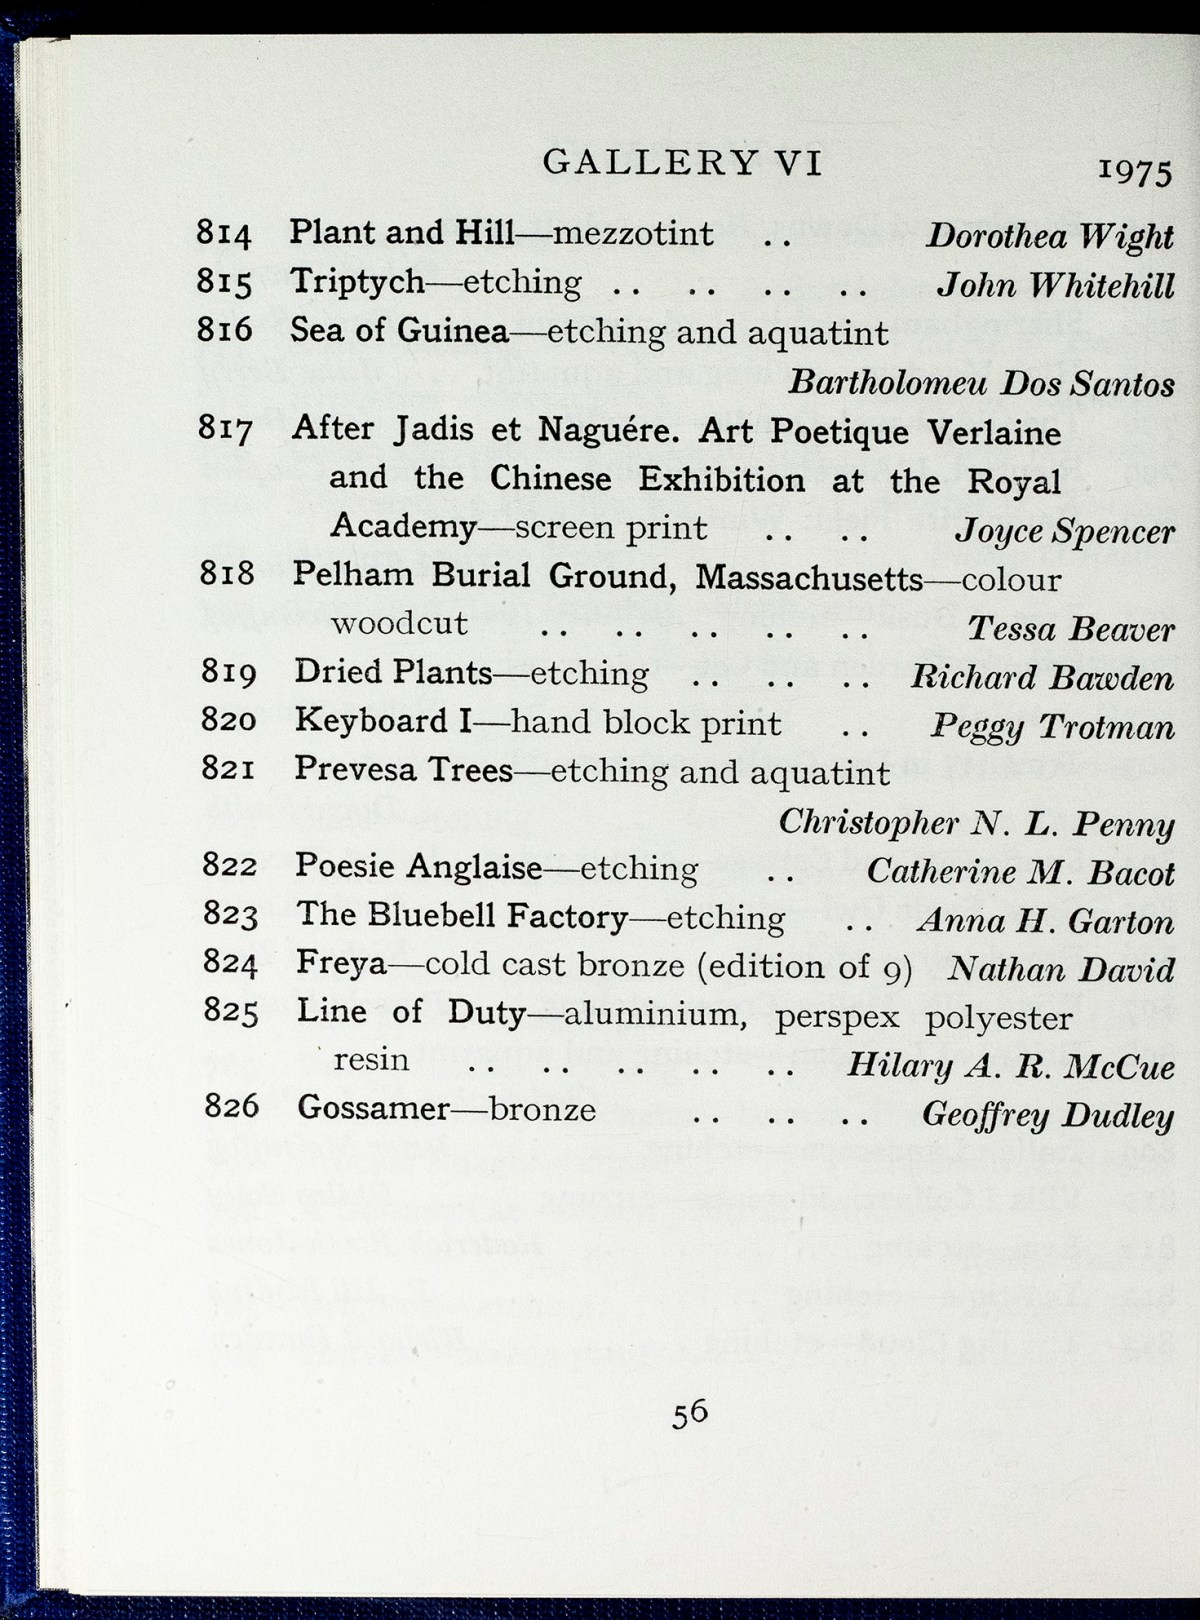 GALLERY VI 1975
814 Plant and Hill—mezzotint .. Dorothea Wight
815 Triptych—etching .. .. .. .. John Whitehill
816 Sea of Guinea—etching and aquatint
Bartholomeu Dos Santos
817 After Jadis et Naguére. Art Poetique Verlaine
and the Chinese Exhibition at the Royal
Academy—screen print .. .. Joyce Spencer
818 Pelham Burial Ground, Massachusetts—colour
woodcut .. .. .. .. .. Tessa Beaver
819 Dried Plants—etching .. .. .. Richard Bawden
820 Keyboard I—hand block print .. Peggy Trotman
821 Prevesa Trees—etching and aquatint
Christopher N. L. Penny
822 Poesie Anglaise—etching .. Catherine M. Bacot
823 The Bluebell Factory—etching .. Anna H. Garton
824 Freya—cold cast bronze (edition of 9) Nathan David
825 Line of Duty—aluminium, perspex polyester
resin .. .. .. .. .. Hilary A. R. McCue
826 Gossamer—bronze .. .. .. Geoffrey Dudley
56